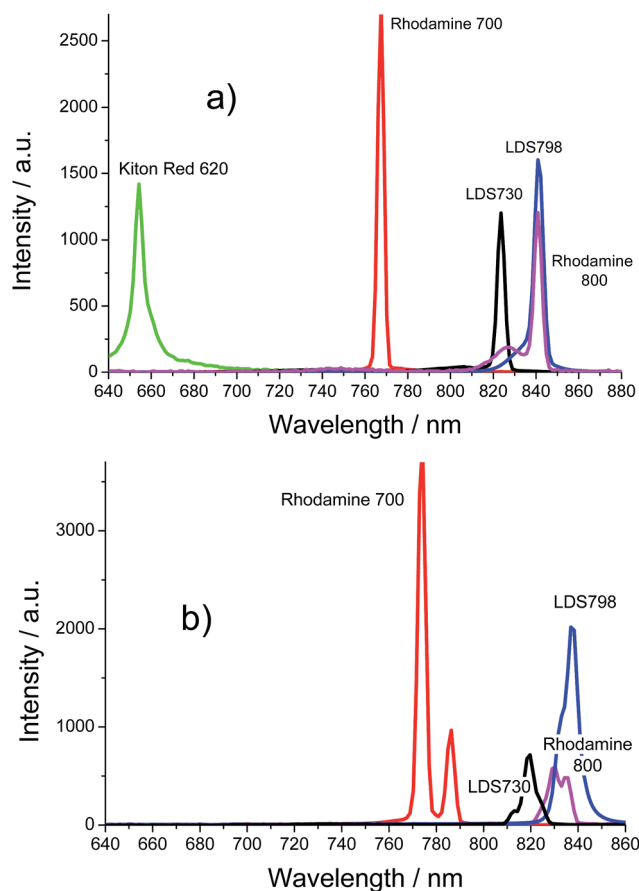 2500
2000
1500
1000
500
0
Intensity / a.u.
a)
Rhodamine 700
Kiton Red 620
LDS798
LDS730
Rhodamine
800
640 660 680 700 720 740 760 780 800 820 840 860 880
Wavelength / nm
3000
2000
1000
0
Intensity / a.u.
b)
Rhodamine 700
LDS798
Rhodamine
800
LDS730
640 660 680 700 720 740 760 780 800 820 840 860
Wavelength / nm